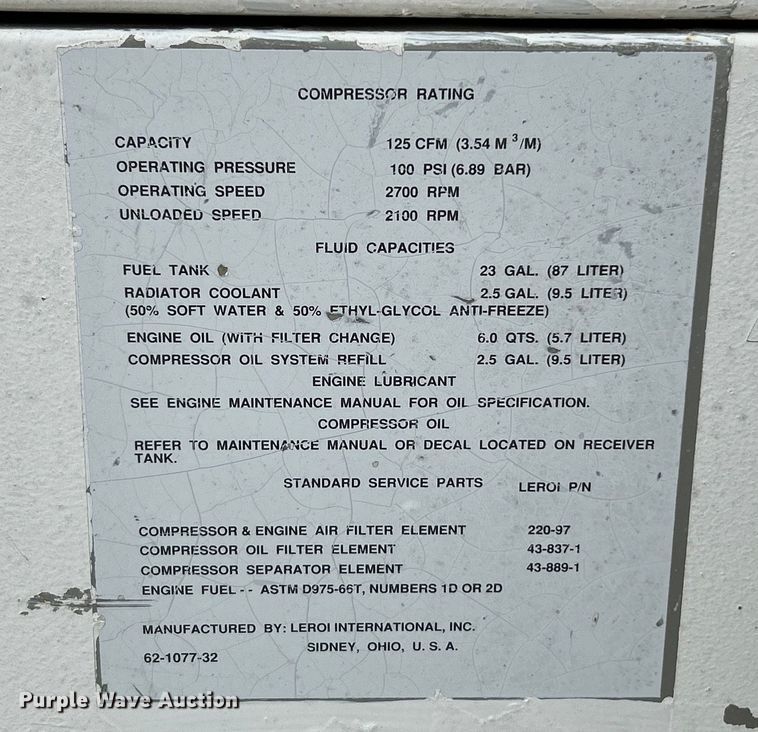 COMPRESSOR RATING
CAPACITY 125 CFM (3.54 M 3/M)
OPERATING PRESSURE 100 PSI (6.89 BAR)
OPERATING SPEED 2700 RPM
UNLOADED SPEED 2100 RPM
FLUID CAPACITIES
FUEL TANK 23 GAL. (87 LITER)
RADIATOR COOLANT 2.5 GAL. (9.5 LITER)
(50% SOFT WATER & 50% ETHYL-GLYCOL ANTI-FREEZE)
ENGINE OIL (WITH FILTER CHANGE) 6.0 QTS. (5.7 LITER)
COMPRESSOR OIL SYSTEM REFILL 2.5 GAL. (9.5 LITER)
ENGINE LUBRICANT
SEE ENGINE MAINTENANCE MANUAL FOR OIL SPECIFICATION.
COMPRESSOR OIL
REFER TO MAINTENANCE MANUAL OR DECAL LOCATED ON RECEIVER
TANK.
STANDARD SERVICE PARTS LEROI P/N
COMPRESSOR & ENGINE AIR FILTER ELEMENT 220-97
COMPRESSOR OIL FILTER ELEMENT 43-837-1
COMPRESSOR SEPARATOR ELEMENT 43-889-1
ENGINE FUEL -- ASTM D975-66T, NUMBERS 1D OR 2D
MANUFACTURED BY: LEROI INTERNATIONAL, INC.
SIDNEY, OHIO, U. S. A.
62-1077-32
Purple Wave Auction